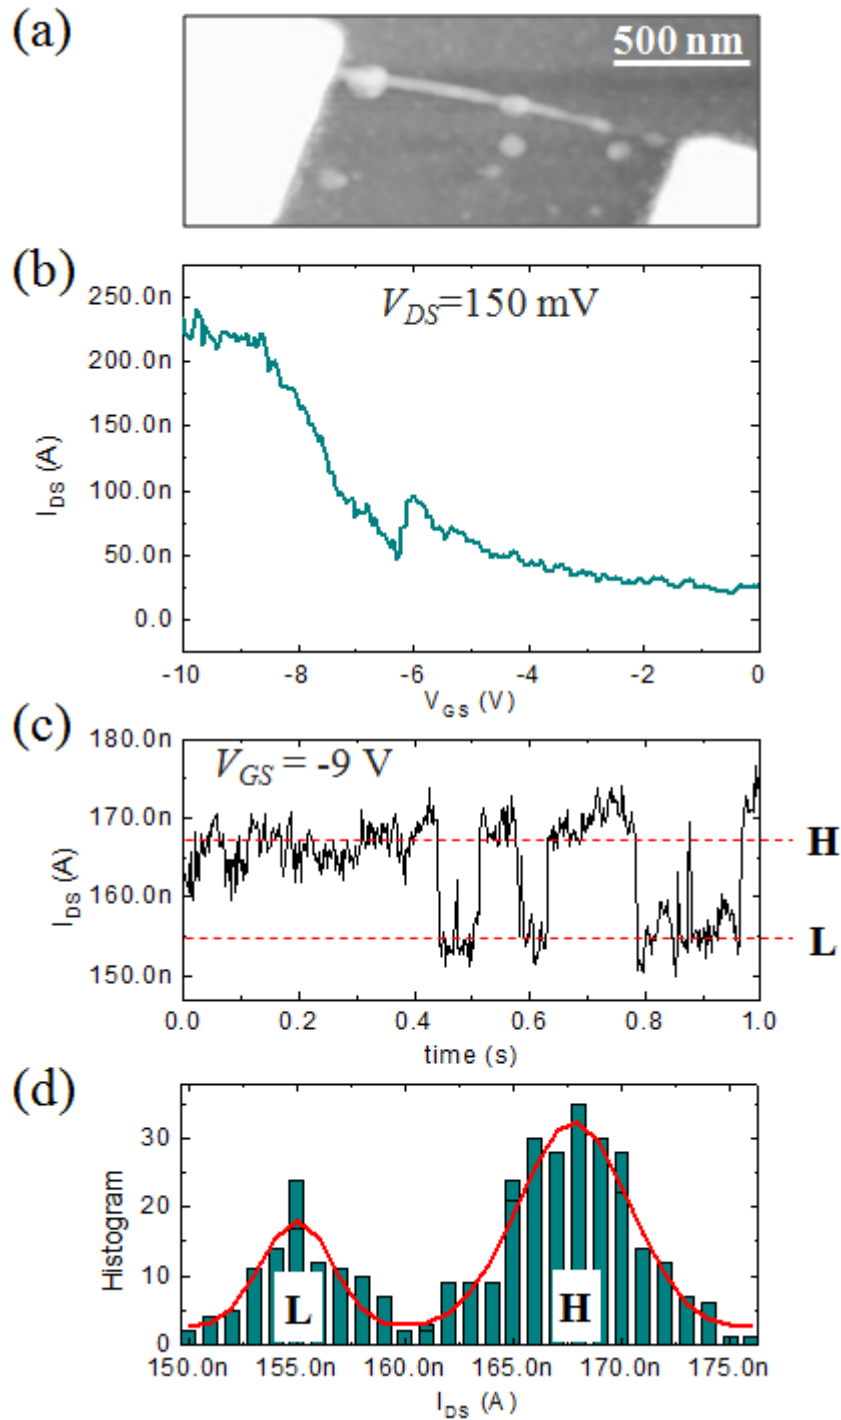 (a)
500 nm
(b)
V_DS=150 mV
250.0n
200.0n
150.0n
100.0n
50.0n
0.0
I_DS (A)
-10 -8 -6 -4 -2 0
V_GS (V)
(c)
V_GS = -9 V
180.0n
170.0n
160.0n
150.0n
I_DS (A)
H
L
0.0 0.2 0.4 0.6 0.8 1.0
time (s)
(d)
30
20
10
0
Histogram
L
H
150.0n 155.0n 160.0n 165.0n 170.0n 175.0n
I_DS (A)